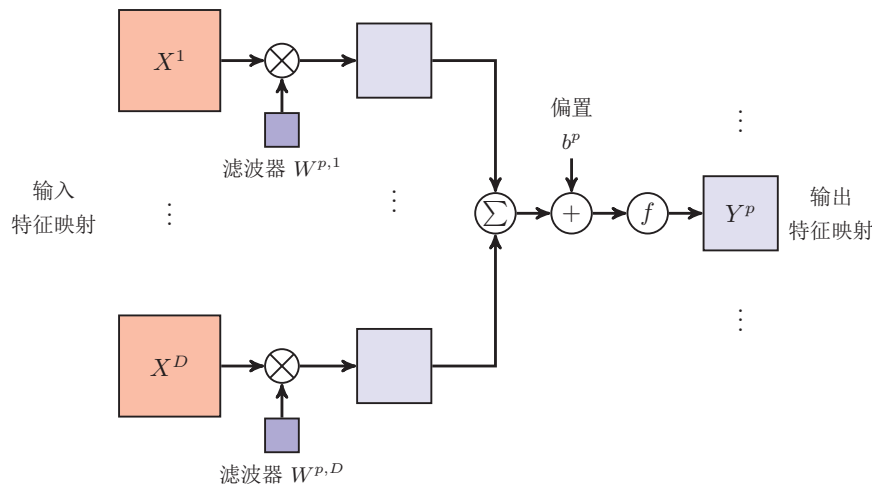 X^1
滤波器 W^{p,1}
输入
特征映射
⋮
⋮
∑
偏置
b^p
+
f
⋮
Y^p
⋮
输出
特征映射
X^D
滤波器 W^{p,D}